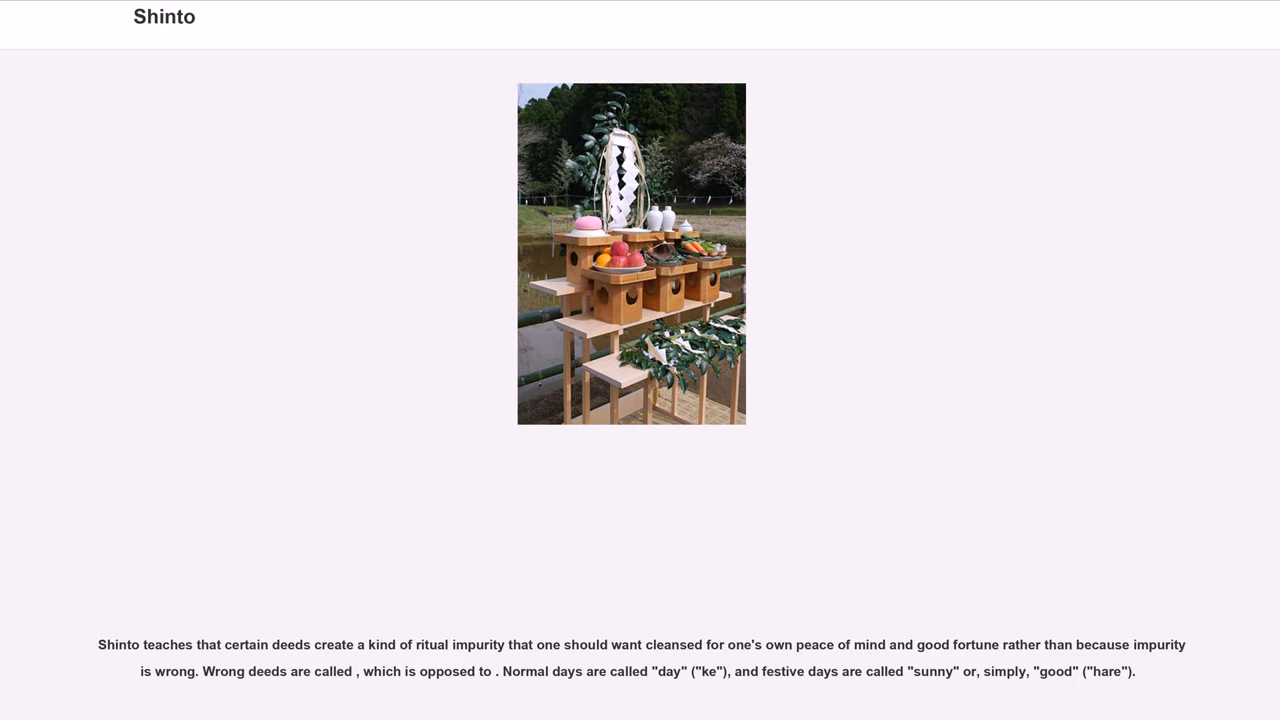 Shinto
Shinto teaches that certain deeds create a kind of ritual impurity that one should want cleansed for one's own peace of mind and good fortune rather than because impurity
is wrong. Wrong deeds are called , which is opposed to . Normal days are called "day" ("ke"), and festive days are called "sunny" or, simply, "good" ("hare").